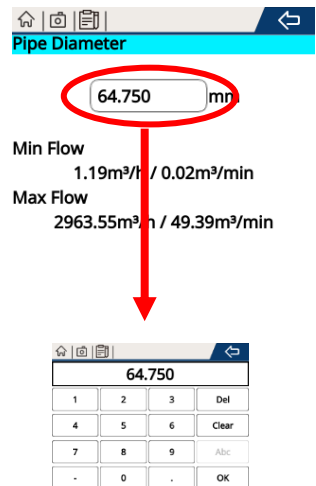 Pipe Diameter
64.750 mm
Min Flow
1.19m³/h / 0.02m³/min
Max Flow
2963.55m³/h / 49.39m³/min
64.750
1 2 3 Del
4 5 6 Clear
7 8 9 Abc
- 0 . OK